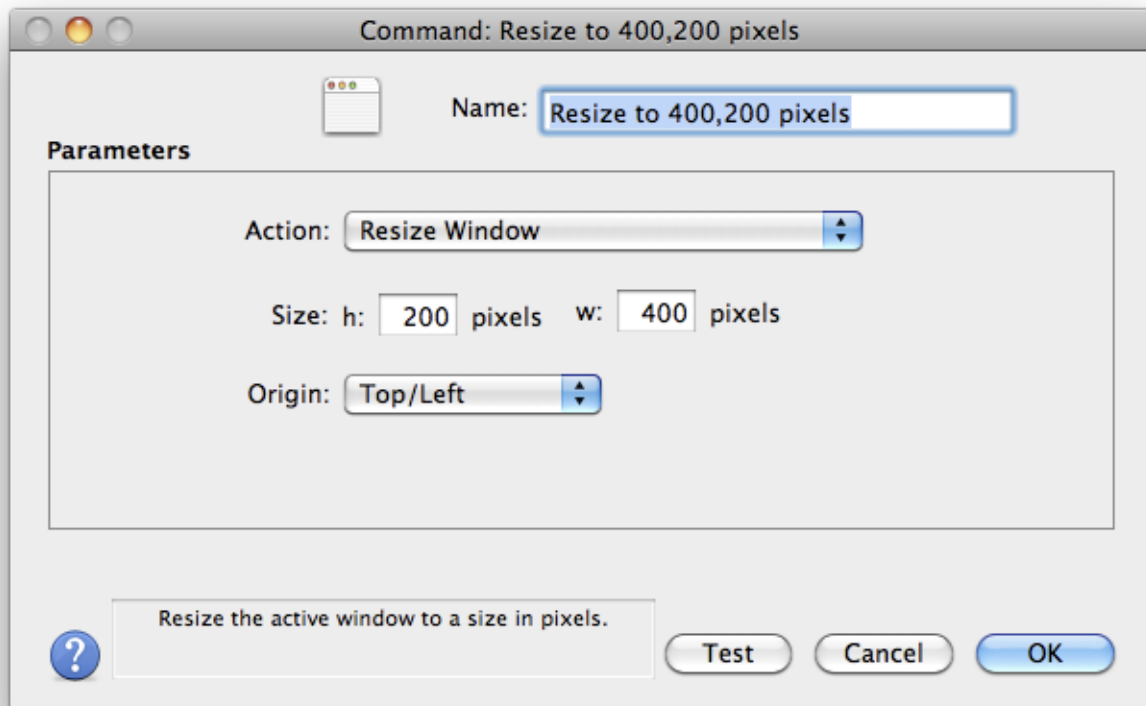 Command: Resize to 400,200 pixels
Name: Resize to 400,200 pixels
Parameters
Action: Resize Window
Size: h: 200 pixels w: 400 pixels
Origin: Top/Left
Resize the active window to a size in pixels.
? Test Cancel OK